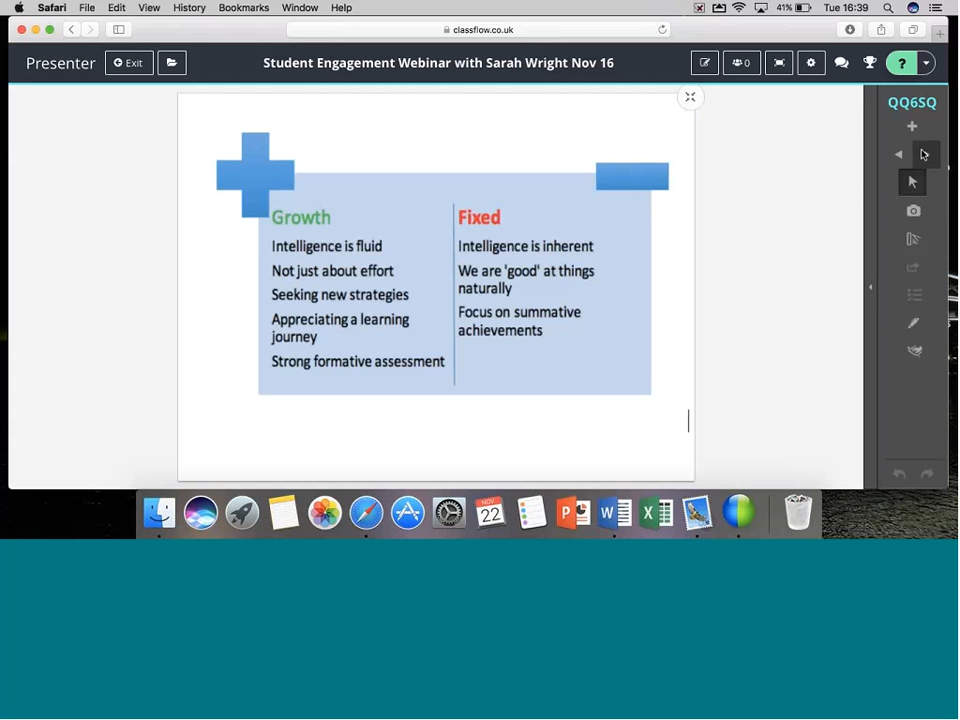 Safari File Edit View History Bookmarks Window Help 41% Tue 16:39
classflow.co.uk
Presenter Exit Student Engagement Webinar with Sarah Wright Nov 16 0 ?
QQ6SQ
Growth
Intelligence is fluid
Not just about effort
Seeking new strategies
Appreciating a learning
journey
Strong formative assessment
Fixed
Intelligence is inherent
We are 'good' at things
naturally
Focus on summative
achievements
NOV
22
P W X